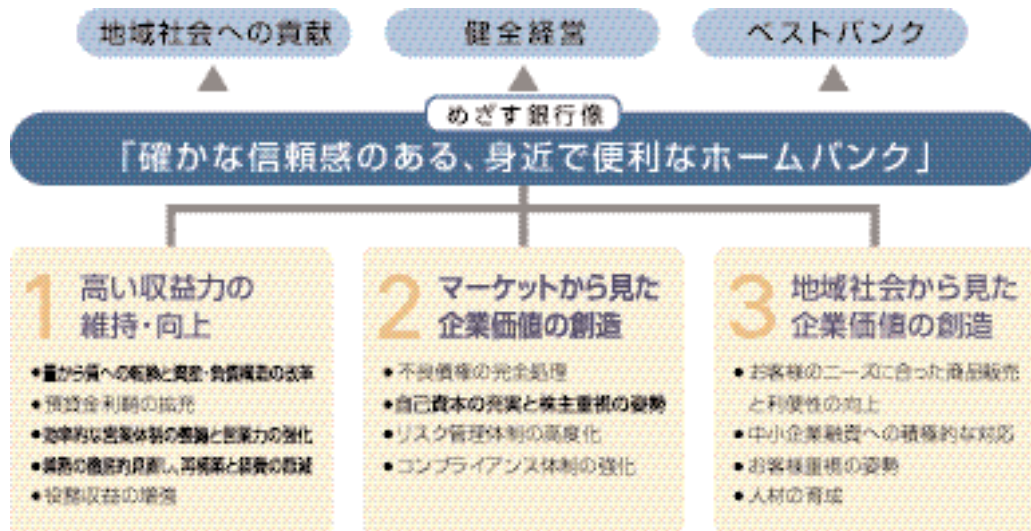 地域社会への貢献
健全経営
ベストバンク
めざす銀行像
『確かな信頼感のある、身近で便利なホームバンク』
1 高い収益力の
維持・向上
●量から質への転換と資産・負債構造の改革
●預貸金利鞘の拡充
●効率的な営業体制の整備と営業力の強化
●業務の徹底的見直し、再構築と経費の削減
●役務収益の増強
2 マーケットから見た
企業価値の創造
●不良債権の完全処理
●自己資本の充実と株主重視の姿勢
●リスク管理体制の高度化
●コンプライアンス体制の強化
3 地域社会から見た
企業価値の創造
●お客様のニーズに合った商品販売
と利便性の向上
●中小企業融資への積極的な対応
●お客様重視の姿勢
●人材の育成